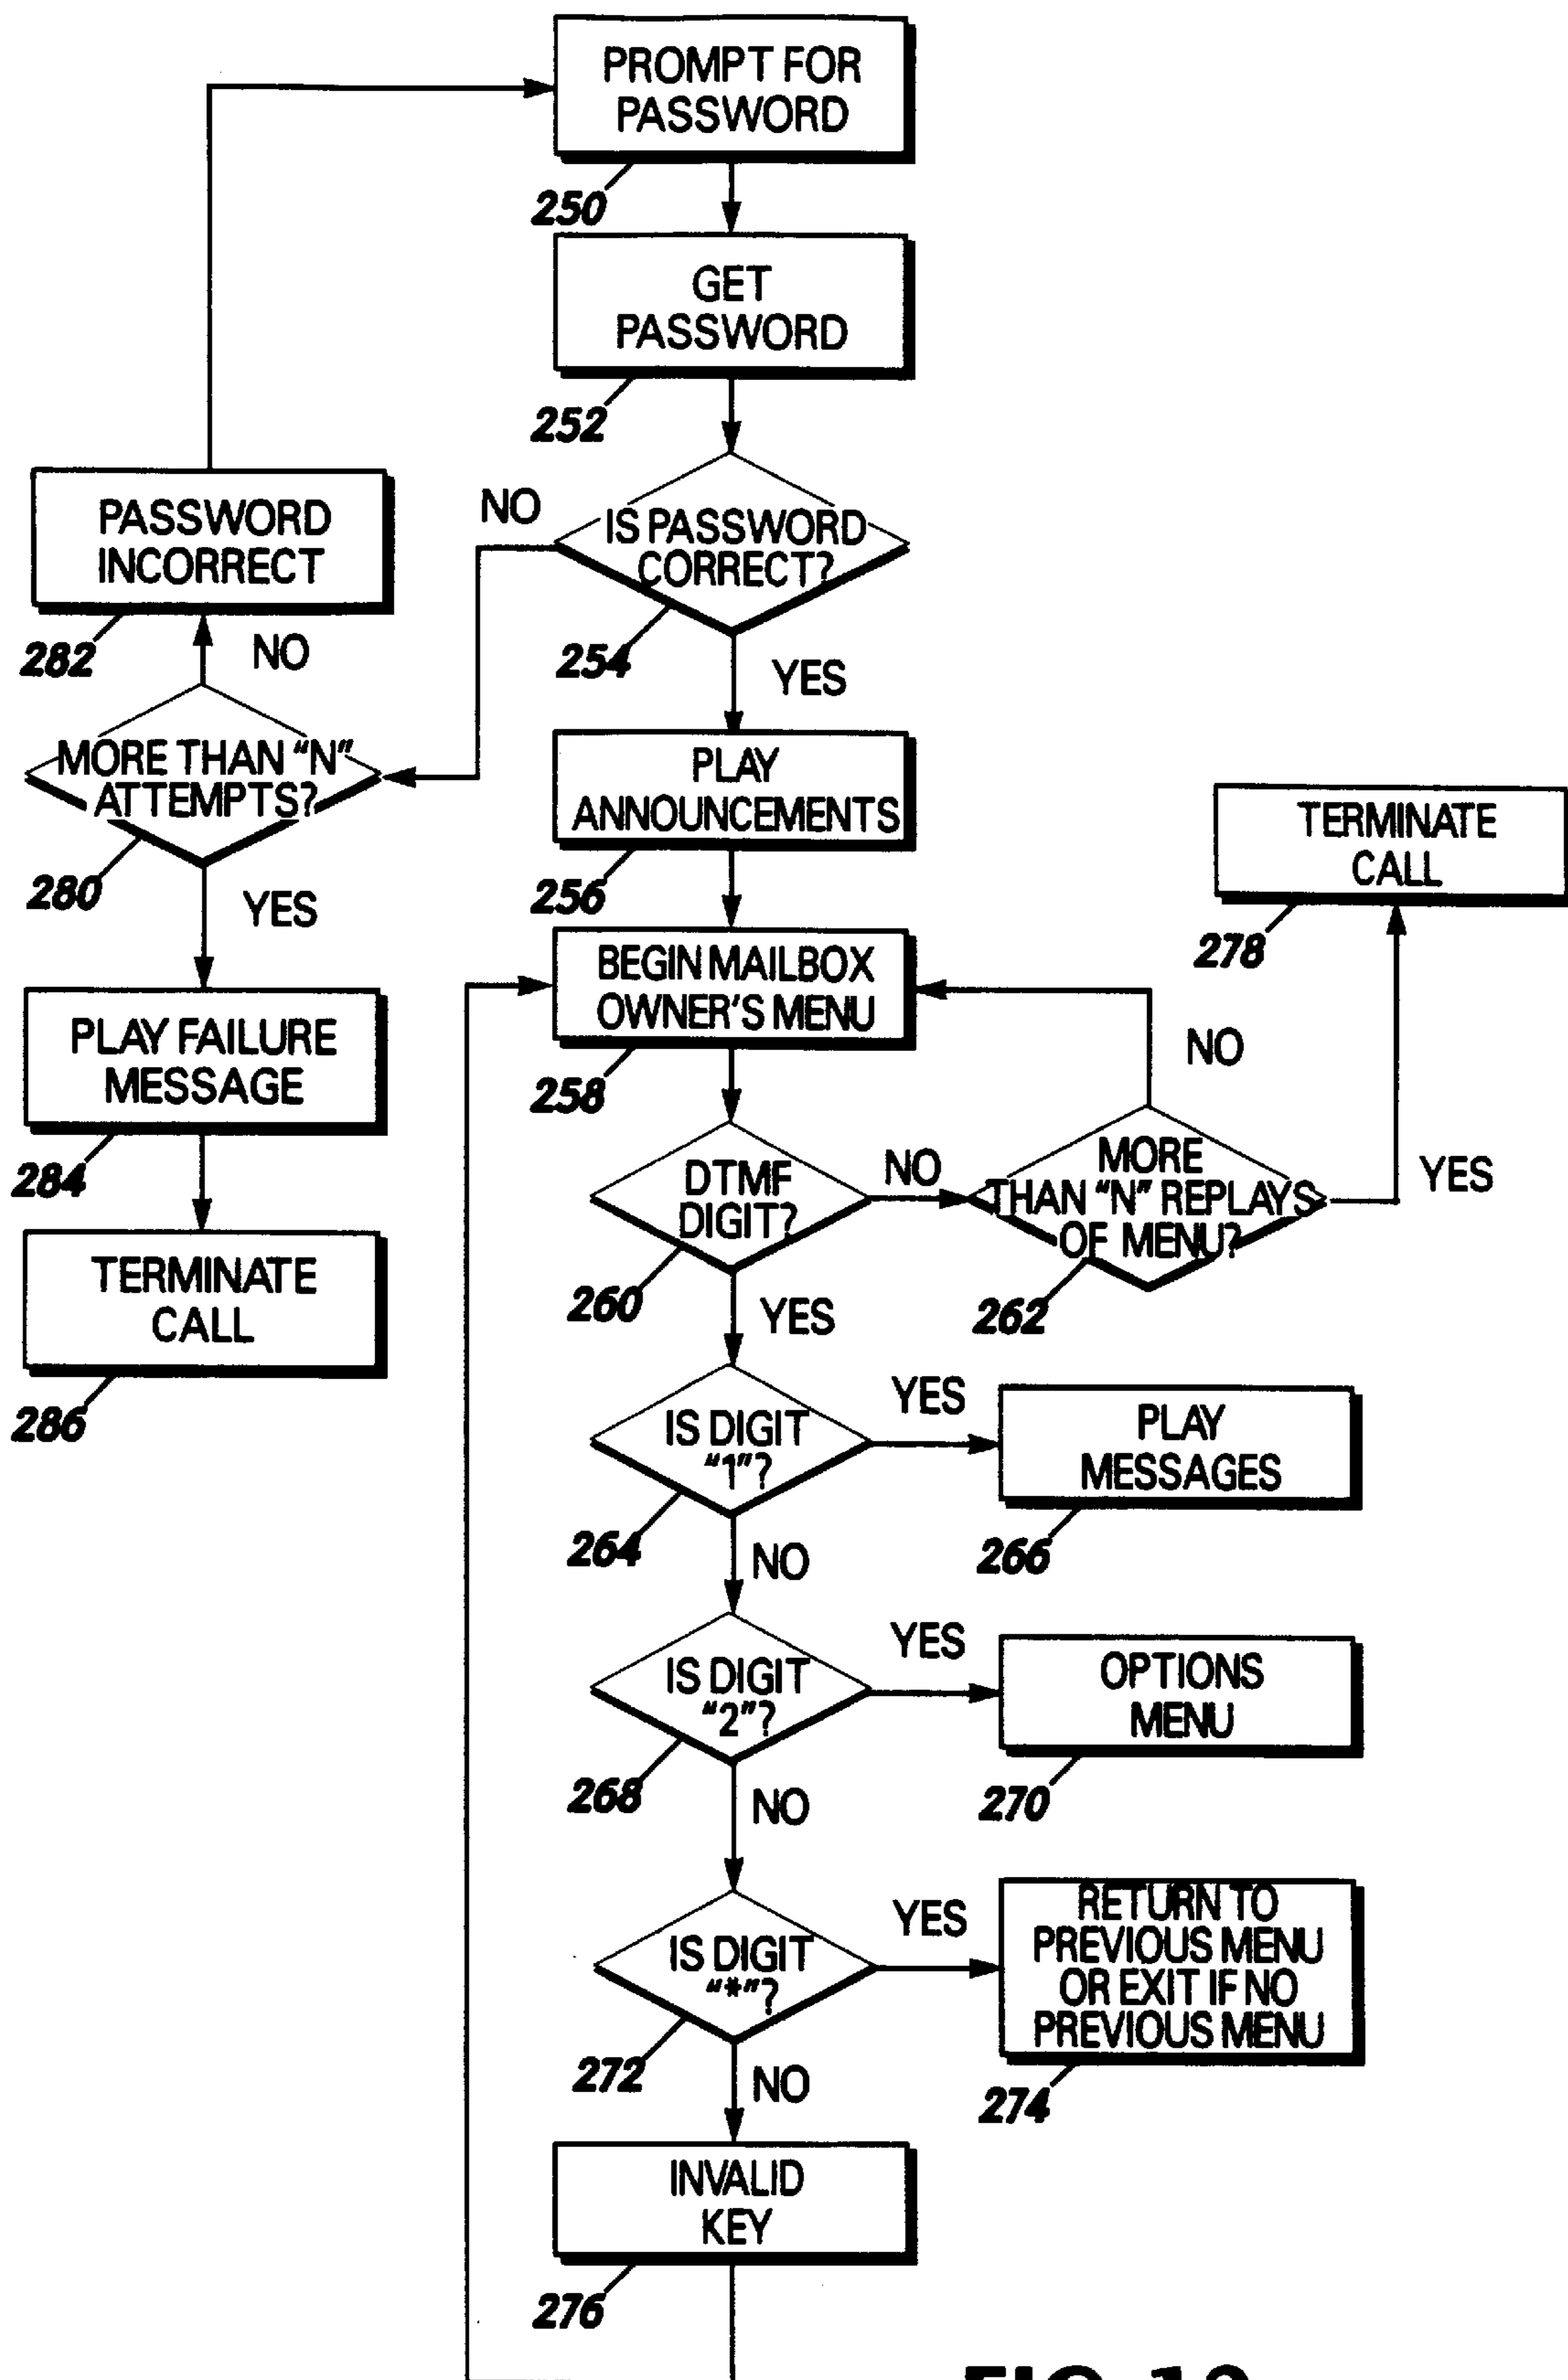 PROMPT FOR
PASSWORD
250
GET
PASSWORD
252
PASSWORD
INCORRECT
282
NO
IS PASSWORD
CORRECT?
254
NO
YES
MORE THAN "N"
ATTEMPTS?
280
YES
PLAY
ANNOUNCEMENTS
256
TERMINATE
CALL
278
BEGIN MAILBOX
OWNER'S MENU
258
NO
PLAY FAILURE
MESSAGE
284
DTMF
DIGIT?
260
NO
MORE
THAN "N" REPLAYS
OF MENU?
262
YES
YES
TERMINATE
CALL
286
IS DIGIT
"1"?
264
YES
PLAY
MESSAGES
266
NO
IS DIGIT
"2"?
268
YES
OPTIONS
MENU
270
NO
IS DIGIT
"*"?
272
YES
RETURN TO
PREVIOUS MENU
OR EXIT IF NO
PREVIOUS MENU
274
NO
INVALID
KEY
276